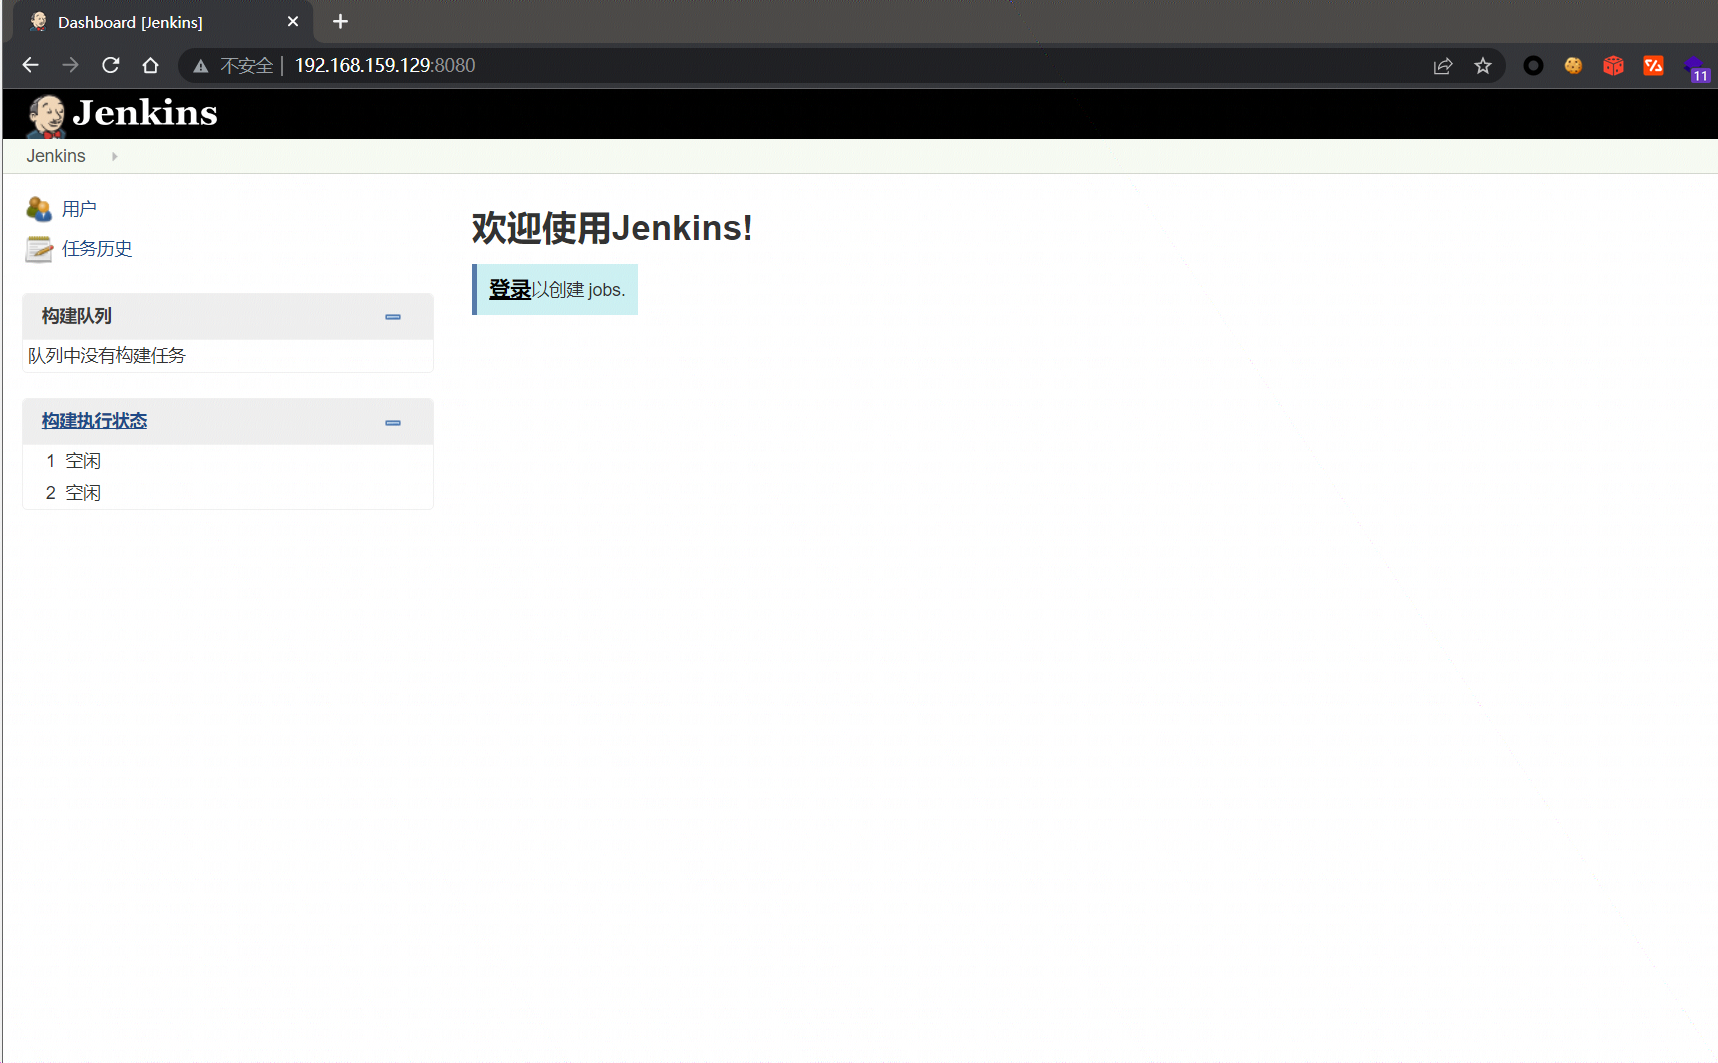 Dashboard [Jenkins]
不安全 | 192.168.159.129:8080
11
Jenkins
Jenkins
用户
任务历史
构建队列
队列中没有构建任务
构建执行状态
1 空闲
2 空闲
欢迎使用Jenkins!
登录以创建 jobs.